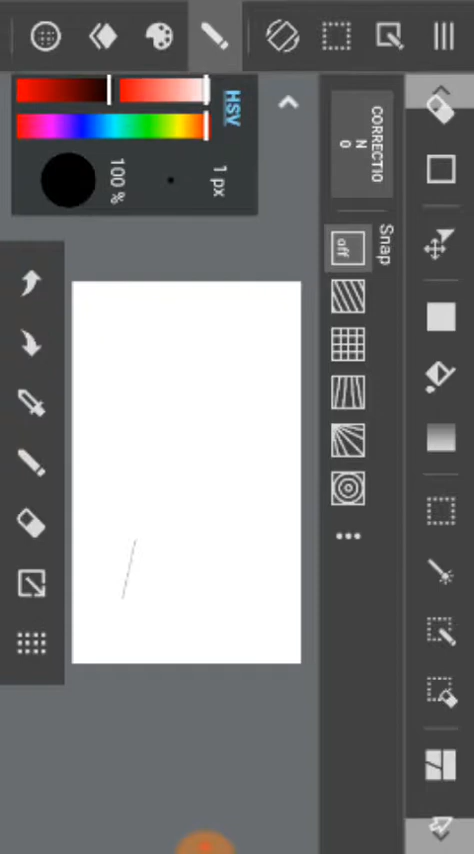 CORRECTIO
N
0
Snap
off
HSV
1 px
100 %